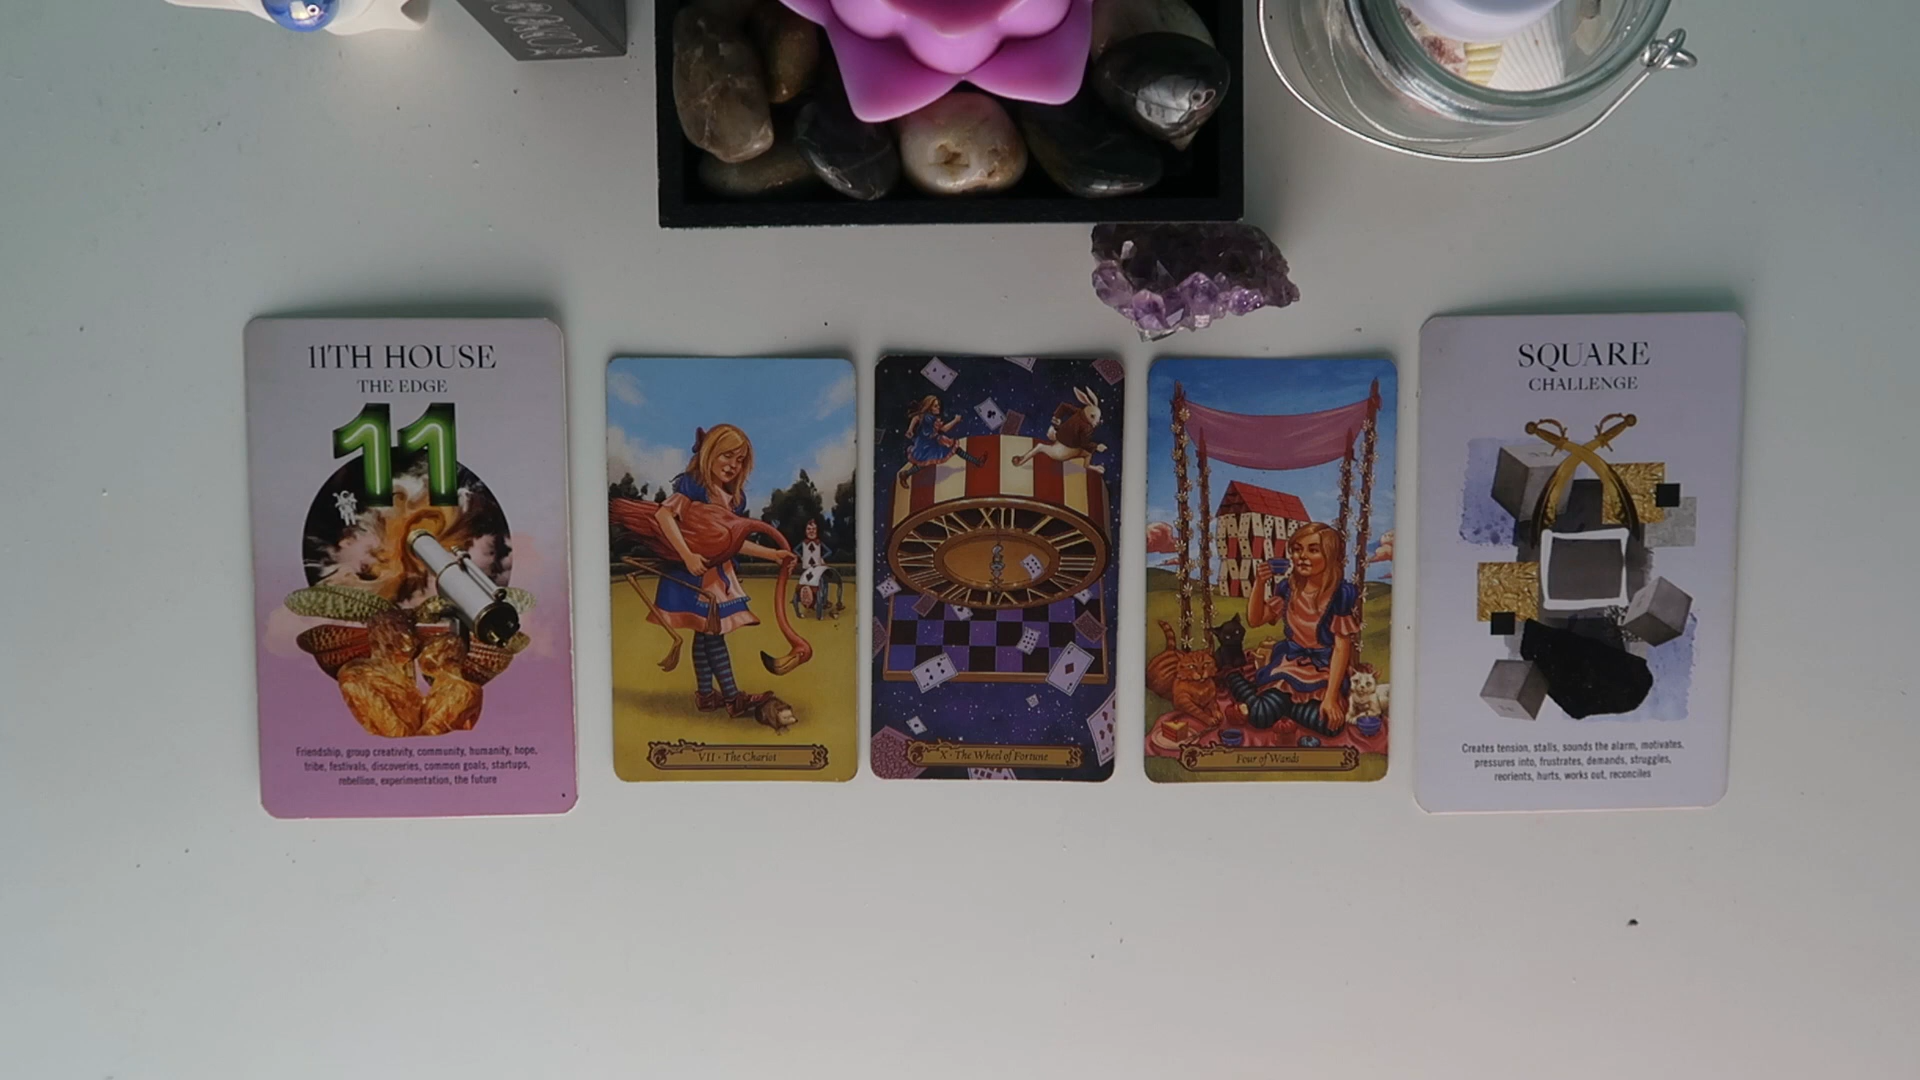 11TH HOUSE
THE EDGE
11
Friendship, group creativity, community, humanity, hope,
tribe, festivals, discoveries, common goals, startups,
rebellion, experimentation, the future
VII • The Chariot
XII
X • The Wheel of Fortune
Four of Wands
SQUARE
CHALLENGE
Creates tension, stalls, sounds the alarm, motivates,
pressures into, frustrates, demands, struggles,
reorients, hurts, works out, reconciles